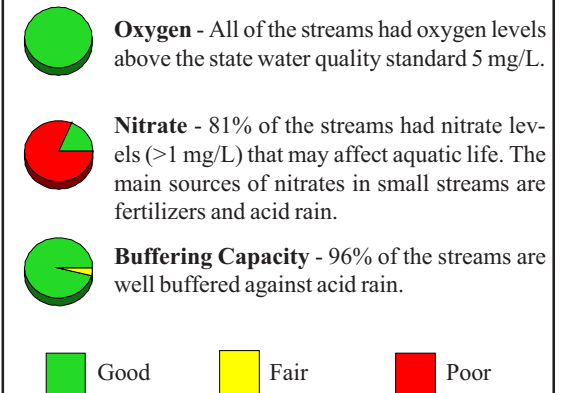 Oxygen - All of the streams had oxygen levels
above the state water quality standard 5 mg/L.
Nitrate - 81% of the streams had nitrate lev-
els (>1 mg/L) that may affect aquatic life. The
main sources of nitrates in small streams are
fertilizers and acid rain.
Buffering Capacity - 96% of the streams are
well buffered against acid rain.
Good Fair Poor